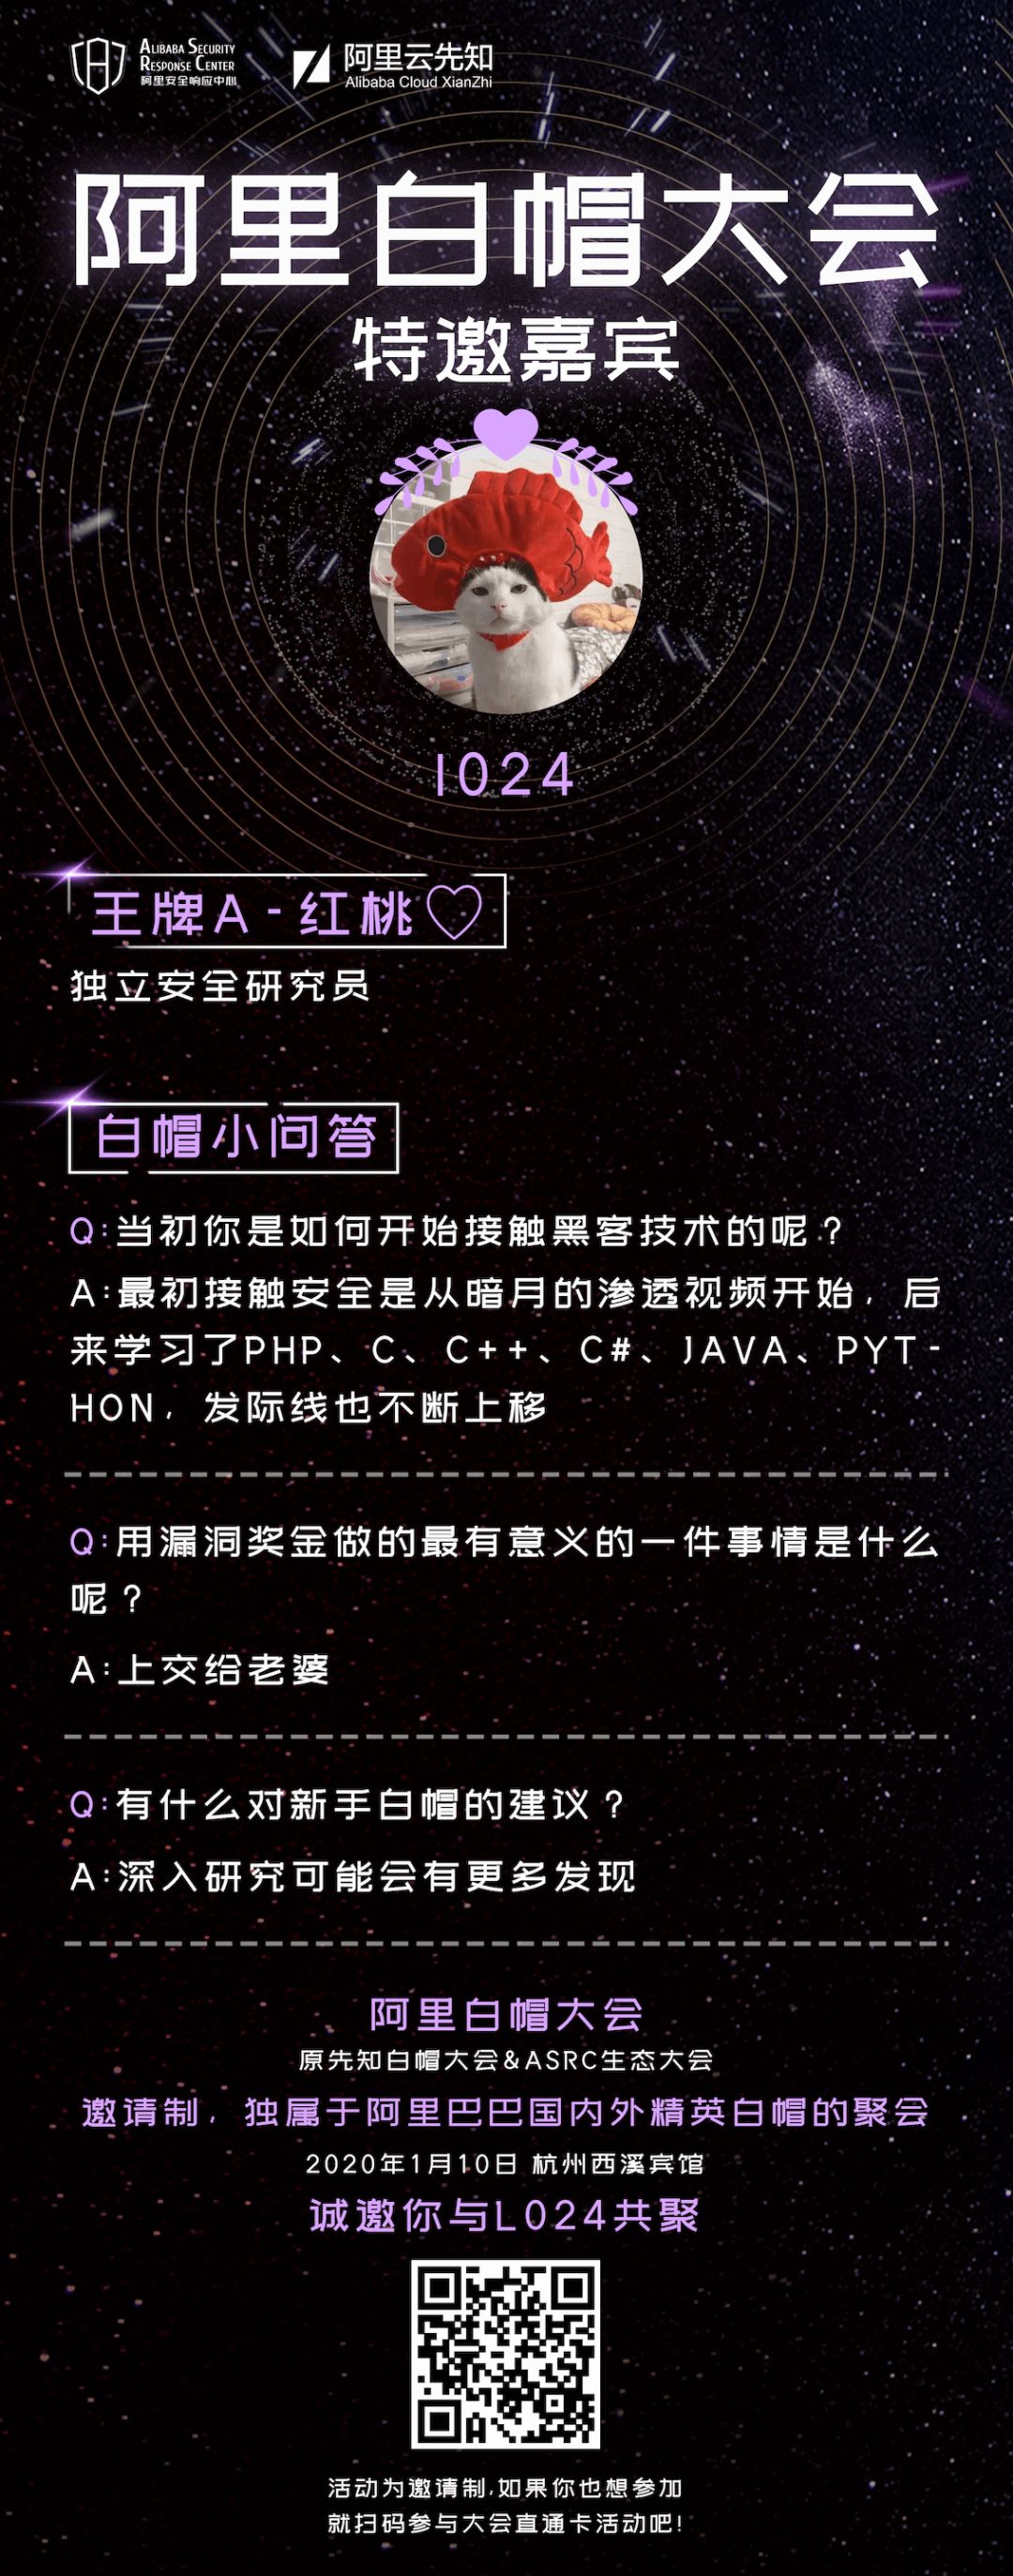 ALIBABA SECURITY
RESPONSE CENTER
阿里安全响应中心
阿里云先知
Alibaba Cloud XianZhi
阿里白帽大会
特邀嘉宾
l024
王牌A-红桃♡
独立安全研究员
白帽小问答
Q:当初你是如何开始接触黑客技术的呢?
A:最初接触安全是从暗月的渗透视频开始，后
来学习了PHP、C、C++、C#、JAVA、PYT-
HON，发际线也不断上移
Q:用漏洞奖金做的最有意义的一件事情是什么
呢?
A:上交给老婆
Q:有什么对新手白帽的建议?
A:深入研究可能会有更多发现
阿里白帽大会
原先知白帽大会&ASRC生态大会
邀请制，独属于阿里巴巴国内外精英白帽的聚会
2020年1月10日 杭州西溪宾馆
诚邀你与L024共聚
活动为邀请制,如果你也想参加
就扫码参与大会直通卡活动吧!